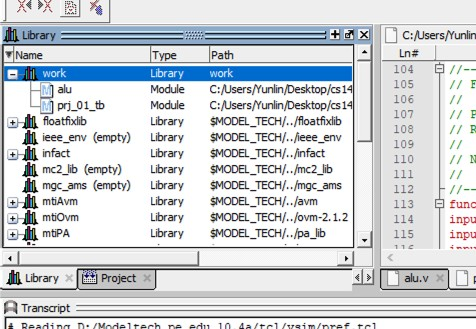 Library
C:/Users/Yunlin
Name Type Path
Ln#
work Library work
alu Module C:/Users/Yunlin/Desktop/cs14
prj_01_tb Module C:/Users/Yunlin/Desktop/cs14
floatfixlib Library $MODEL_TECH/../floatfixlib
ieee_env (empty) Library $MODEL_TECH/../ieee_env
infact Library $MODEL_TECH/../infact
mc2_lib (empty) Library $MODEL_TECH/../mc2_lib
mgc_ams (empty) Library $MODEL_TECH/../mgc_ams
mtiAvm Library $MODEL_TECH/../avm
mtiOvm Library $MODEL_TECH/../ovm-2.1.2
mtiPA Library $MODEL_TECH/../pa_lib
104 //--
105 // F
106 //
107 // P
108 // R
109 //
110 // N
111 //
112 //--
113 func
114 inpu
115 inpu
116 inpu
Library Project
alu.v
Transcript
# Reading D:/Modeltech_pe_edu_10.4a/tcl/vsim/pref.tcl